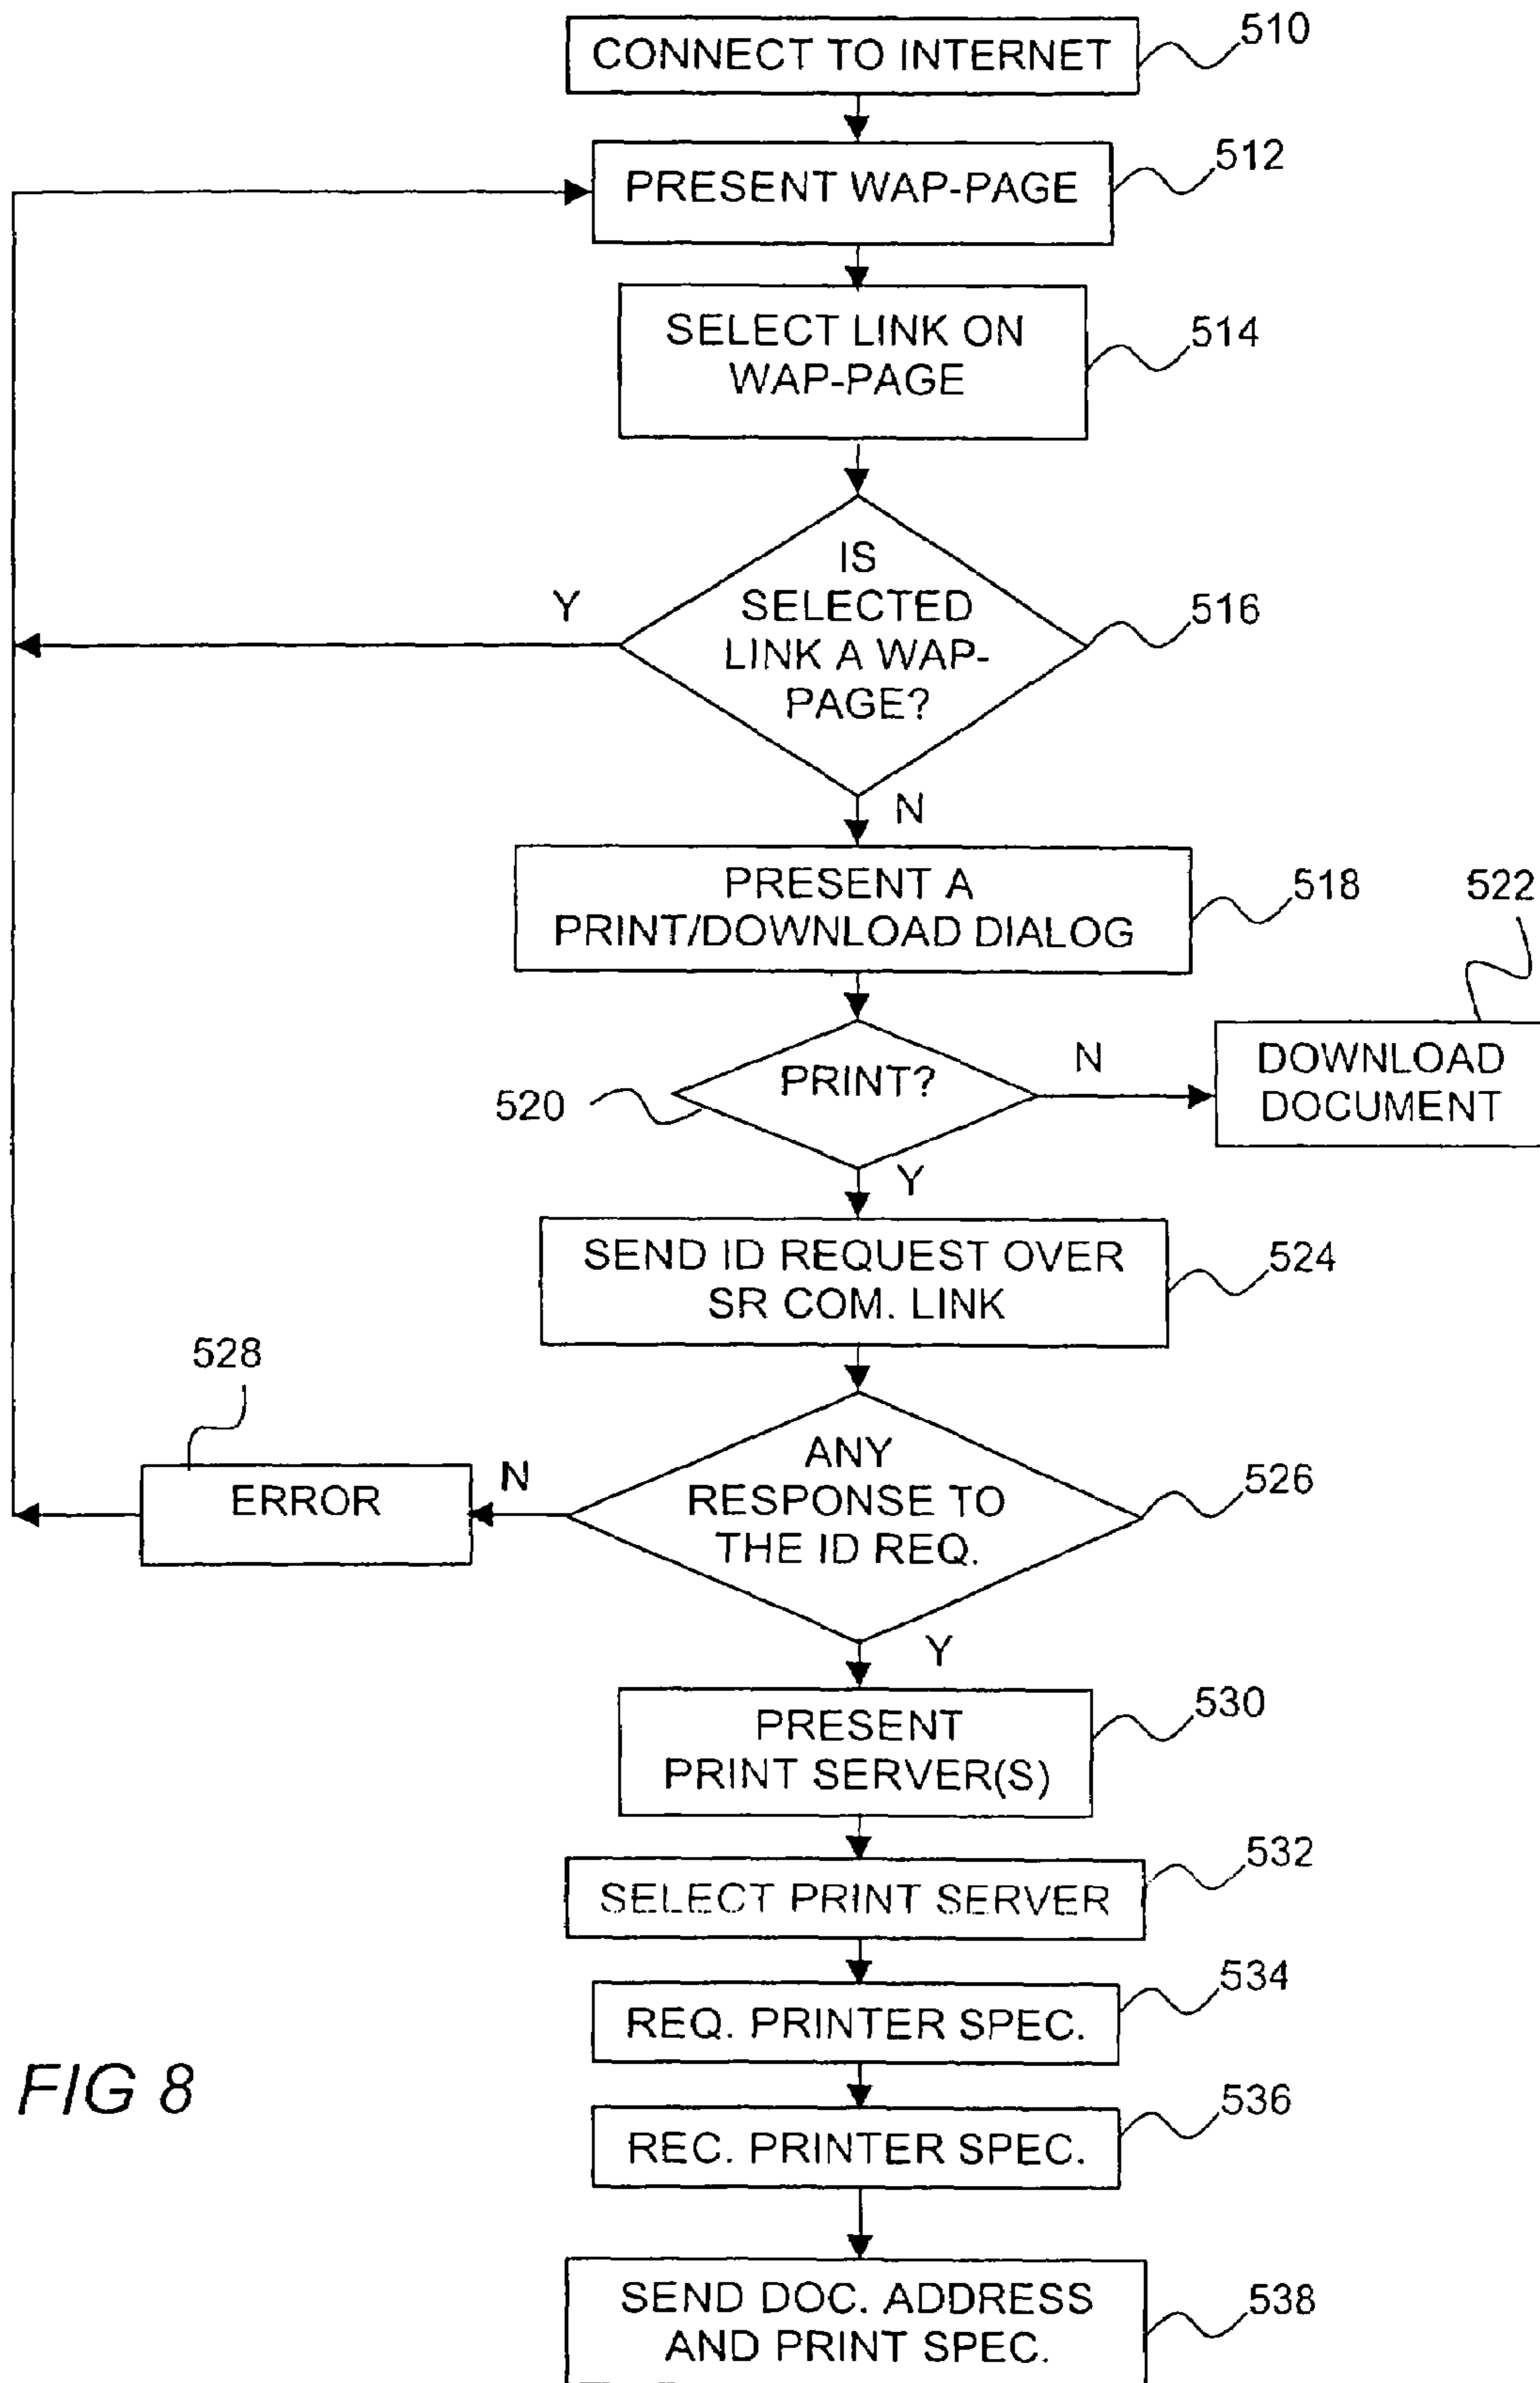 CONNECT TO INTERNET
510
PRESENT WAP-PAGE
512
SELECT LINK ON
WAP-PAGE
514
IS
SELECTED
LINK A WAP-
PAGE?
516
Y
N
PRESENT A
PRINT/DOWNLOAD DIALOG
518
522
PRINT?
520
N
DOWNLOAD
DOCUMENT
Y
SEND ID REQUEST OVER
SR COM. LINK
524
528
ERROR
N
ANY
RESPONSE TO
THE ID REQ.
526
Y
PRESENT
PRINT SERVER(S)
530
SELECT PRINT SERVER
532
REQ. PRINTER SPEC.
534
REC. PRINTER SPEC.
536
SEND DOC. ADDRESS
AND PRINT SPEC.
538
FIG 8